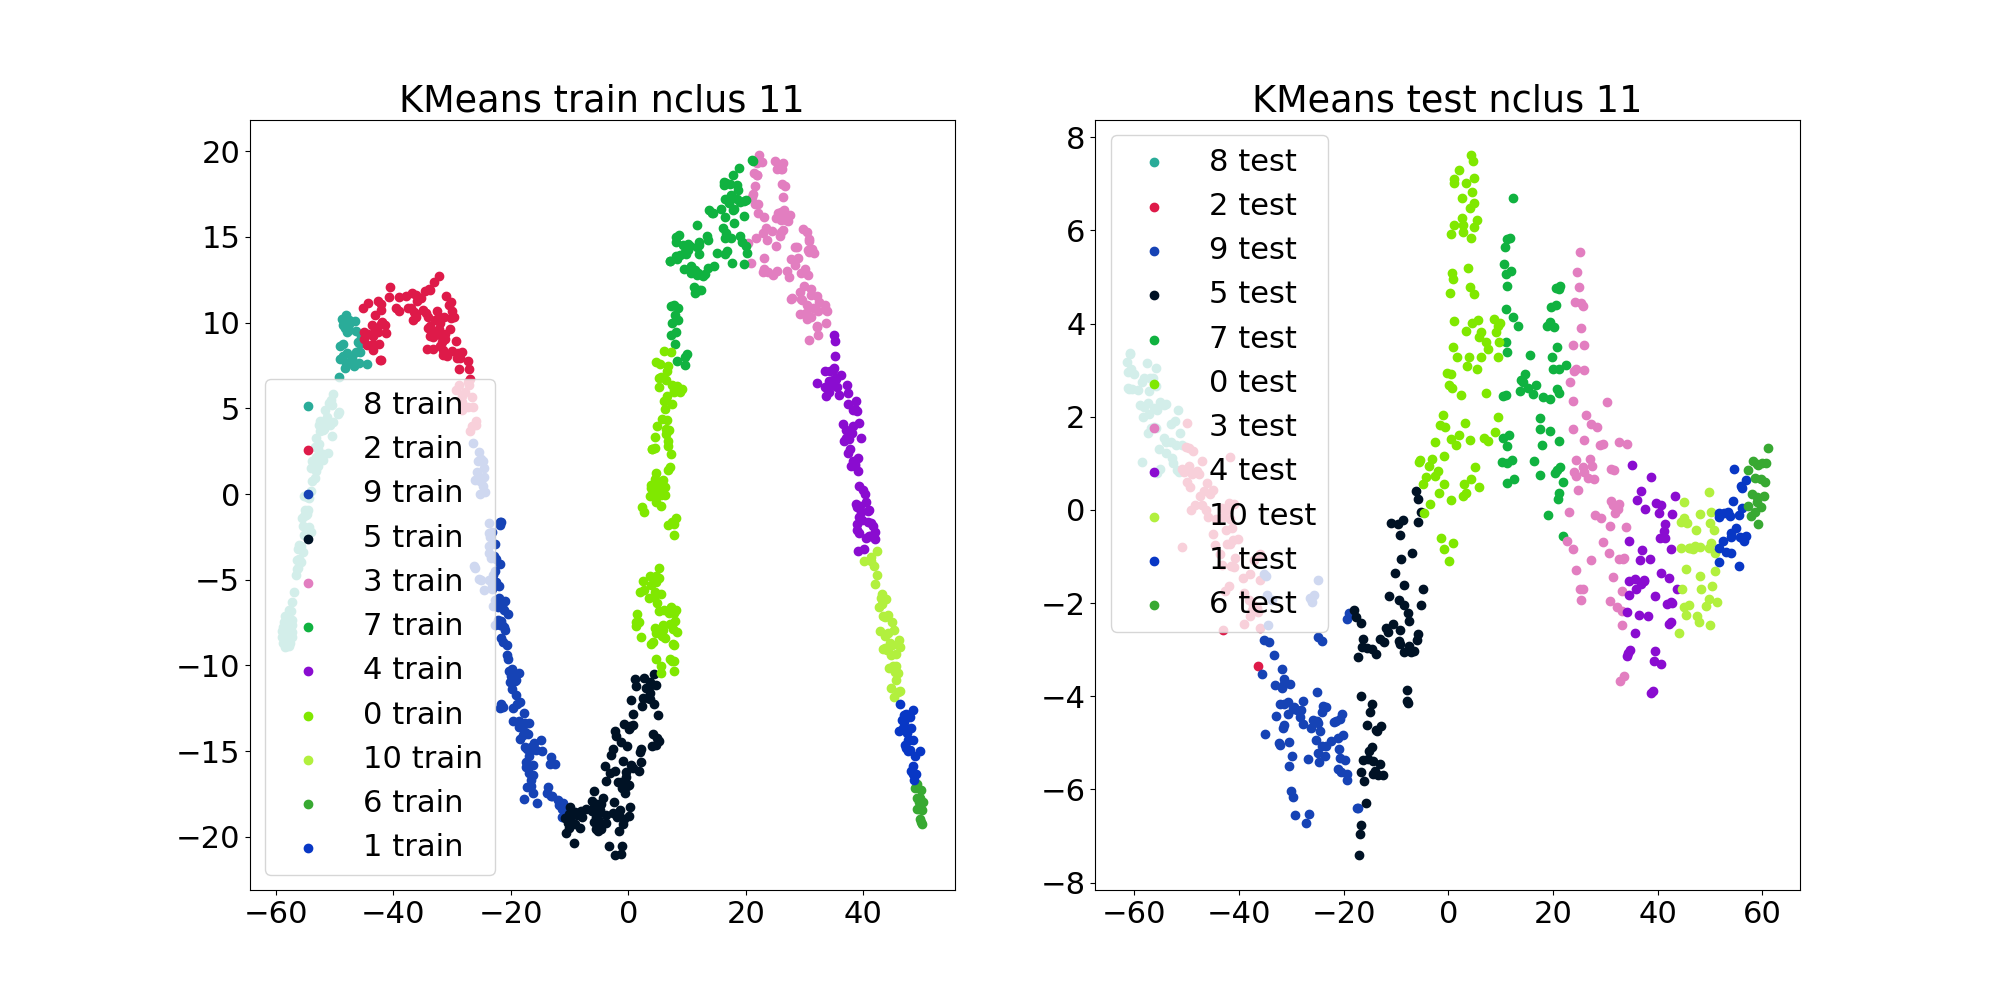 KMeans train nclus 11
20
15
10
5
0
−5
−10
−15
−20
−60
−40
−20
0
20
40
8 train
2 train
9 train
5 train
3 train
7 train
4 train
0 train
10 train
6 train
1 train
KMeans test nclus 11
8
6
4
2
0
−2
−4
−6
−8
−60
−40
−20
0
20
40
60
8 test
2 test
9 test
5 test
7 test
0 test
3 test
4 test
10 test
1 test
6 test